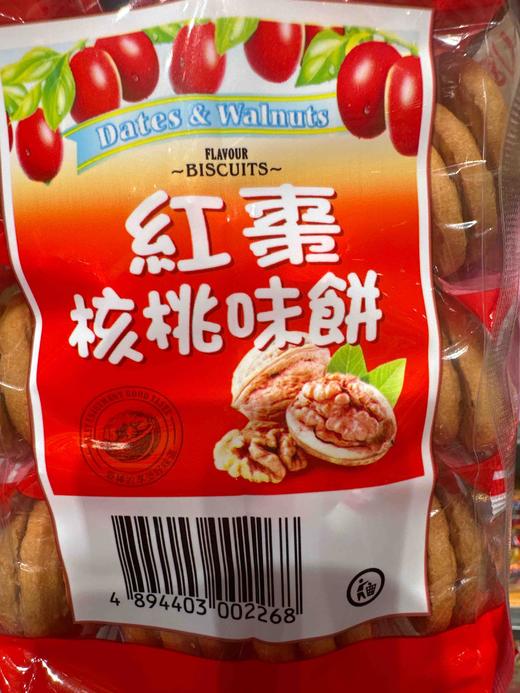 Dates & Walnuts
FLAVOUR
~BISCUITS~
紅棗
核桃味餅
4 894403 002268